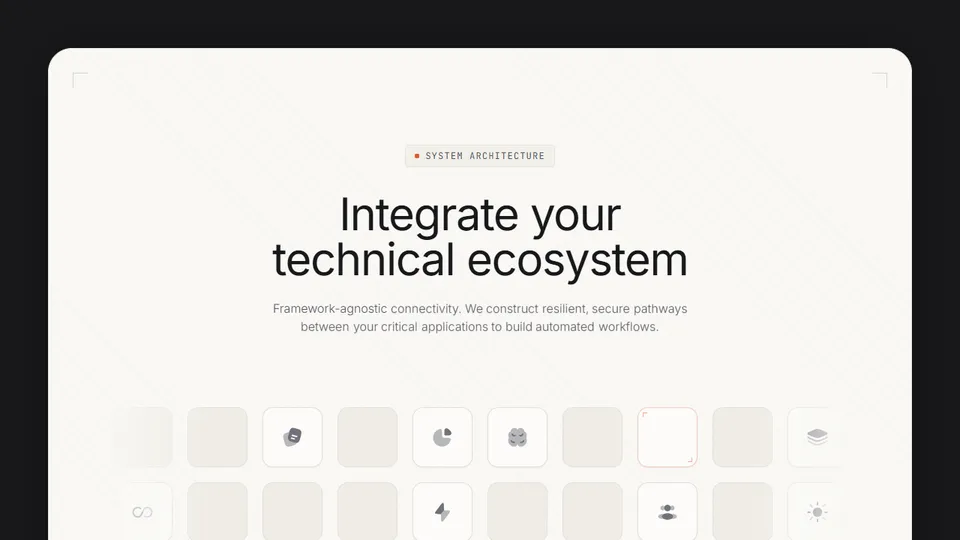 SYSTEM ARCHITECTURE
Integrate your
technical ecosystem
Framework-agnostic connectivity. We construct resilient, secure pathways
between your critical applications to build automated workflows.